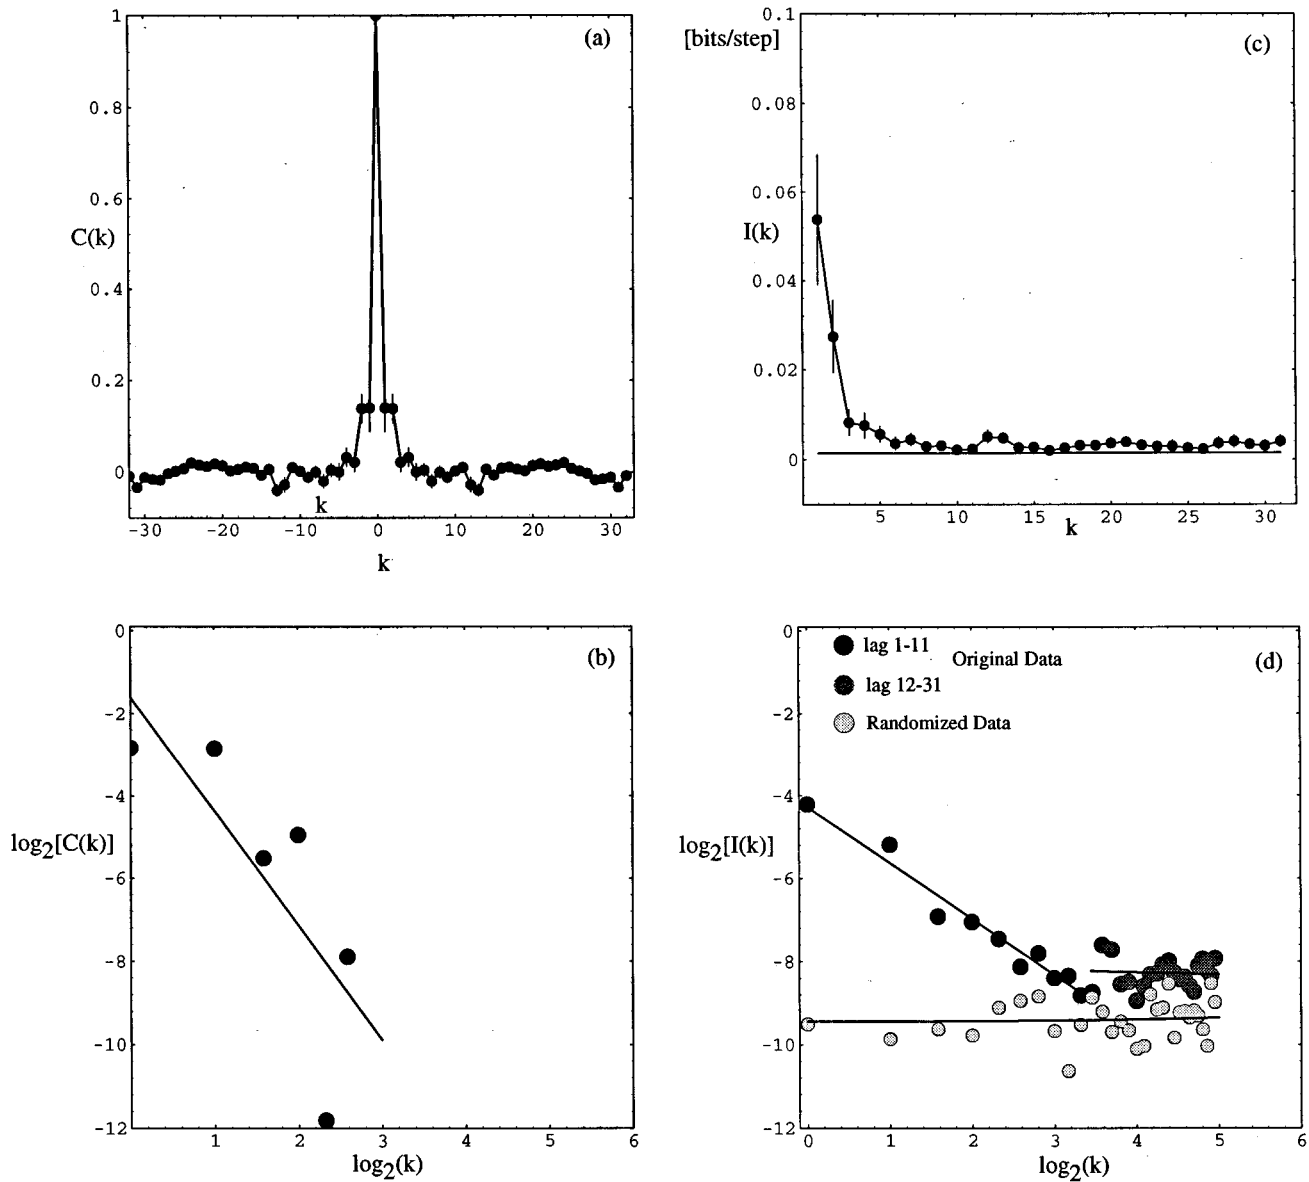 1
(a)
0.8
0.6
C(k)
0.4
0.2
0
k
-30 -20 -10 0 10 20 30
k
0.1
[bits/step]
(c)
0.08
0.06
I(k)
0.04
0.02
0
5 10 15 20 25 30
k
0
(b)
-2
-4
log2[C(k)]
-6
-8
-10
-12
1 2 3 4 5 6
log2(k)
0
lag 1-11
Original Data
(d)
lag 12-31
-2
Randomized Data
-4
log2[I(k)]
-6
-8
-10
-12
0 1 2 3 4 5 6
log2(k)